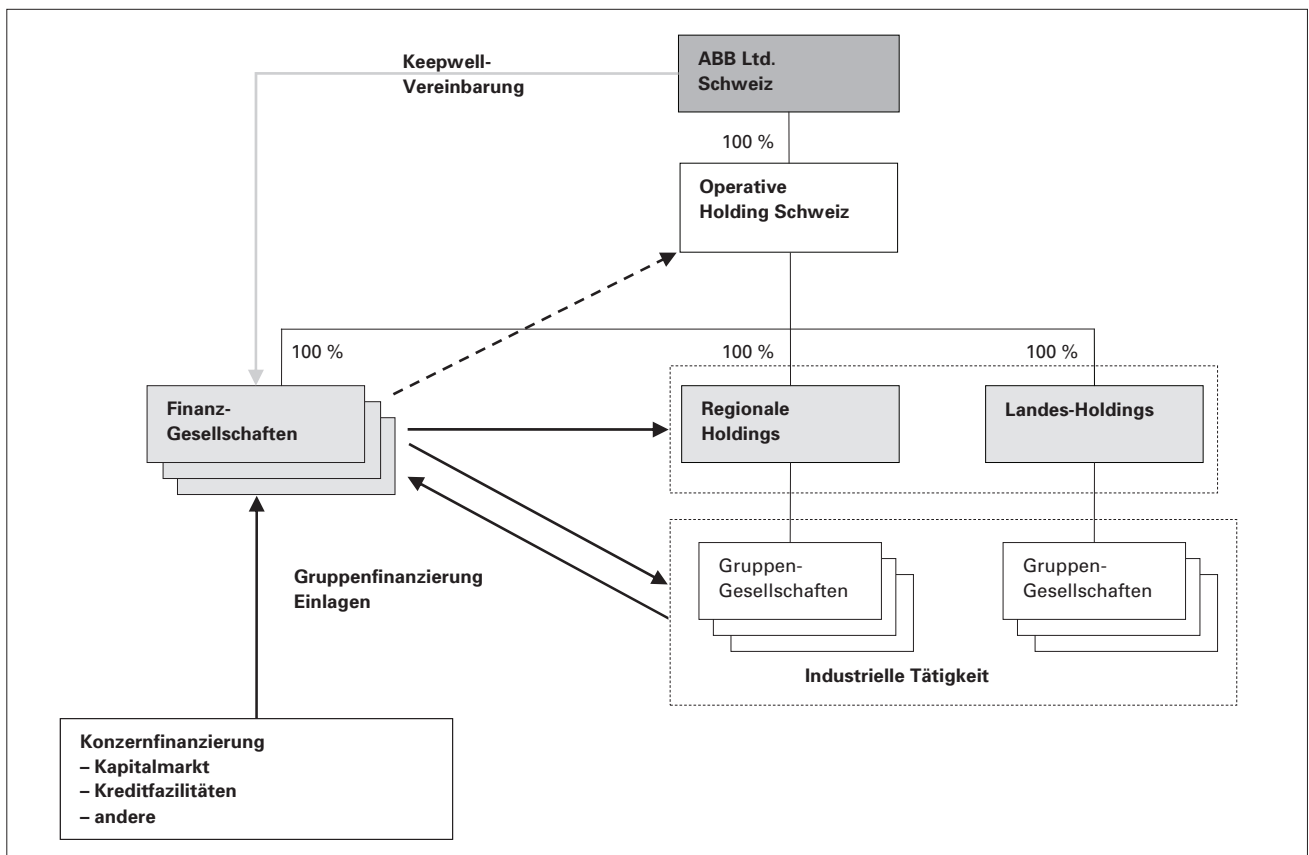 Keepwell-
Vereinbarung
ABB Ltd.
Schweiz
100 %
Operative
Holding Schweiz
100 %
100 %
100 %
Finanz-
Gesellschaften
Regionale
Holdings
Landes-Holdings
Gruppenfinanzierung
Einlagen
Gruppen-
Gesellschaften
Gruppen-
Gesellschaften
Industrielle Tätigkeit
Konzernfinanzierung
– Kapitalmarkt
– Kreditfazilitäten
– andere